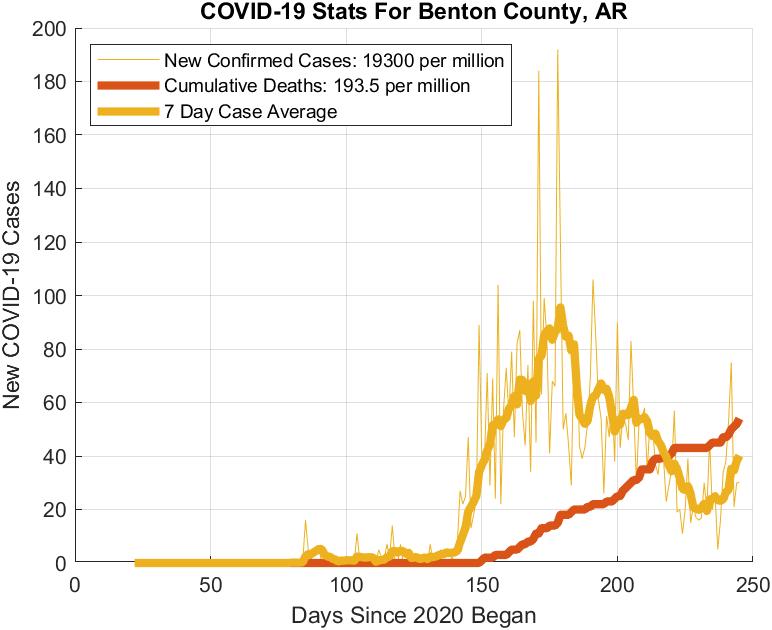 COVID-19 Stats For Benton County, AR
200
180
160
140
120
100
80
60
40
20
0
New COVID-19 Cases
New Confirmed Cases: 19300 per million
Cumulative Deaths: 193.5 per million
7 Day Case Average
0 50 100 150 200 250
Days Since 2020 Began